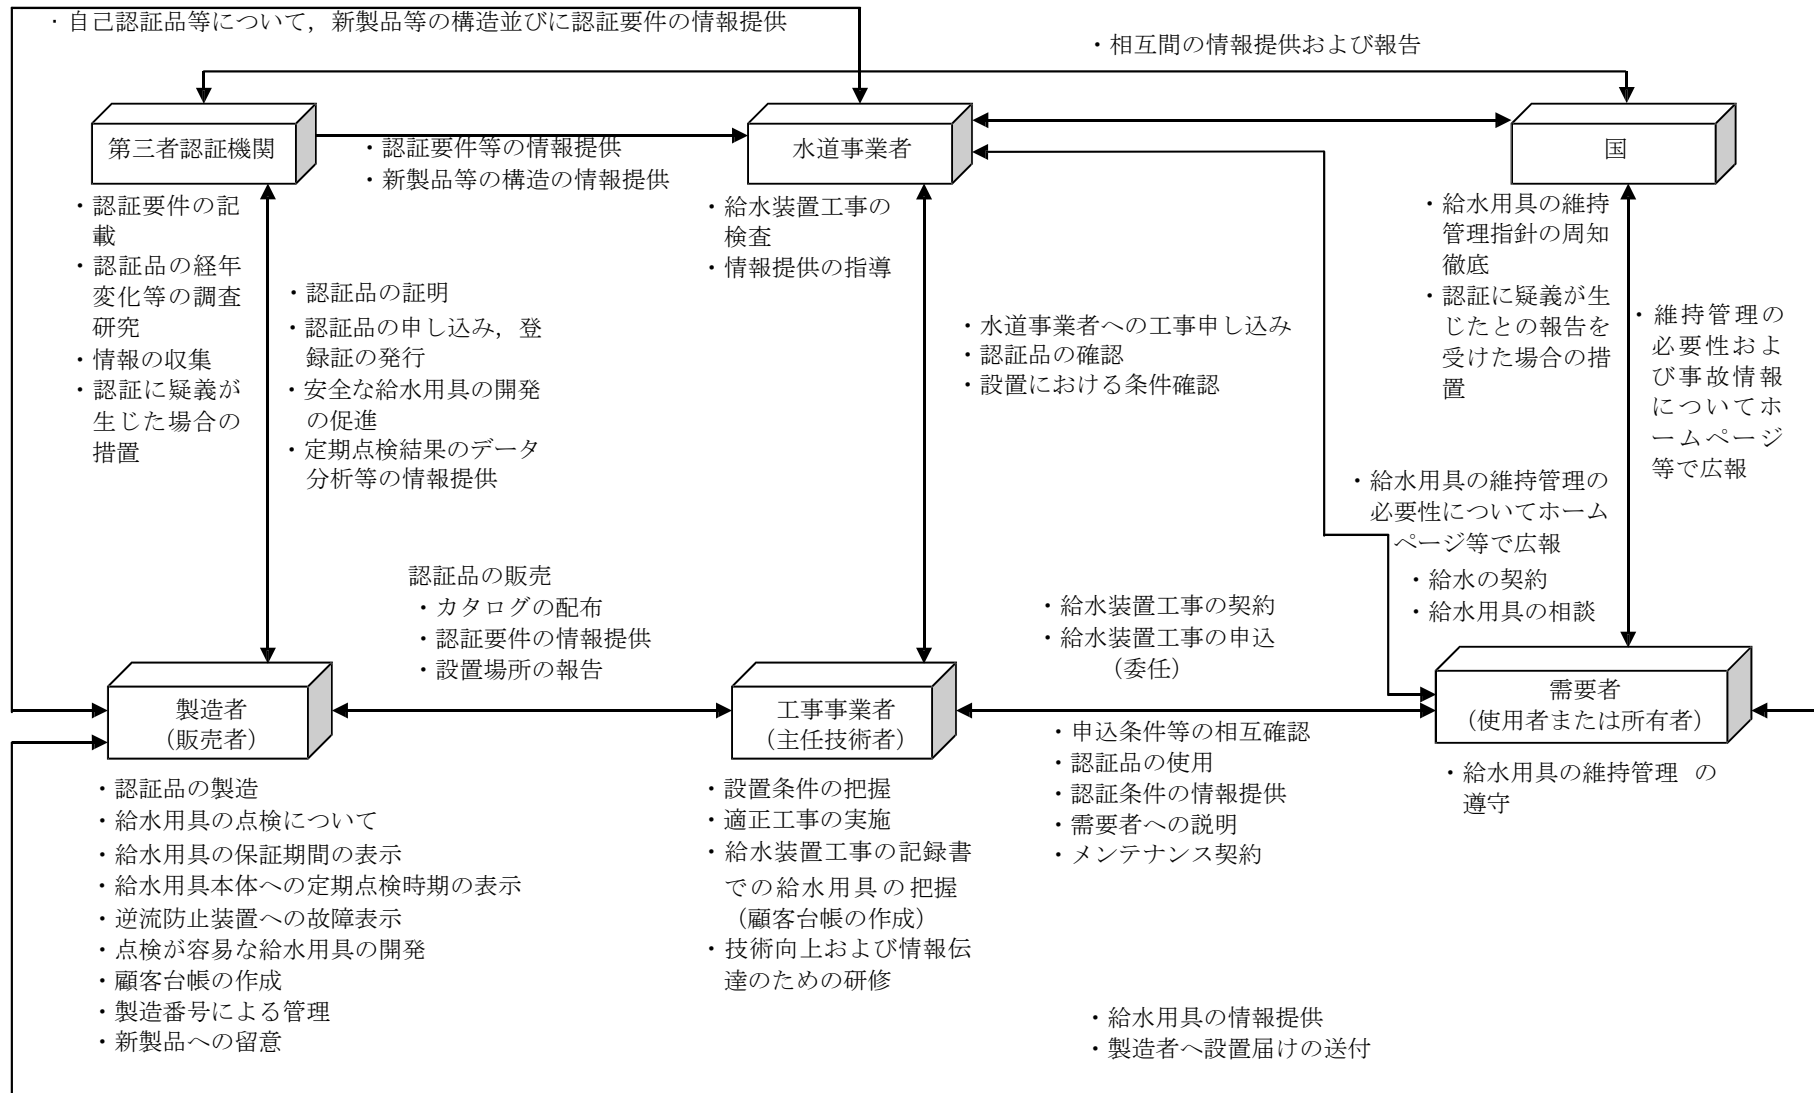 ・自己認証品等について，新製品等の構造並びに認証要件の情報提供
・相互間の情報提供および報告
第三者認証機関
・認証要件等の情報提供
・新製品等の構造の情報提供
水道事業者
国
・認証要件の記
載
・認証品の経年
変化等の調査
研究
・情報の収集
・認証に疑義が
生じた場合の
措置
・認証品の証明
・認証品の申し込み，登
録証の発行
・安全な給水用具の開発
の促進
・定期点検結果のデータ
分析等の情報提供
・給水装置工事の
検査
・情報提供の指導
・水道事業者への工事申し込み
・認証品の確認
・設置における条件確認
・給水用具の維持
管理指針の周知
徹底
・認証に疑義が生
じたとの報告を
受けた場合の措
置
・維持管理の
必要性およ
び事故情報
についてホ
ームページ
等で広報
・給水用具の維持管理の
必要性についてホーム
ページ等で広報
・給水の契約
・給水用具の相談
認証品の販売
・カタログの配布
・認証要件の情報提供
・設置場所の報告
・給水装置工事の契約
・給水装置工事の申込
（委任）
製造者
（販売者）
工事事業者
（主任技術者）
需要者
（使用者または所有者）
・認証品の製造
・給水用具の点検について
・給水用具の保証期間の表示
・給水用具本体への定期点検時期の表示
・逆流防止装置への故障表示
・点検が容易な給水用具の開発
・顧客台帳の作成
・製造番号による管理
・新製品への留意
・設置条件の把握
・適正工事の実施
・給水装置工事の記録書
での給水用具の把握
（顧客台帳の作成）
・技術向上および情報伝
達のための研修
・申込条件等の相互確認
・認証品の使用
・認証条件の情報提供
・需要者への説明
・メンテナンス契約
・給水用具の維持管理 の
遵守
・給水用具の情報提供
・製造者へ設置届けの送付